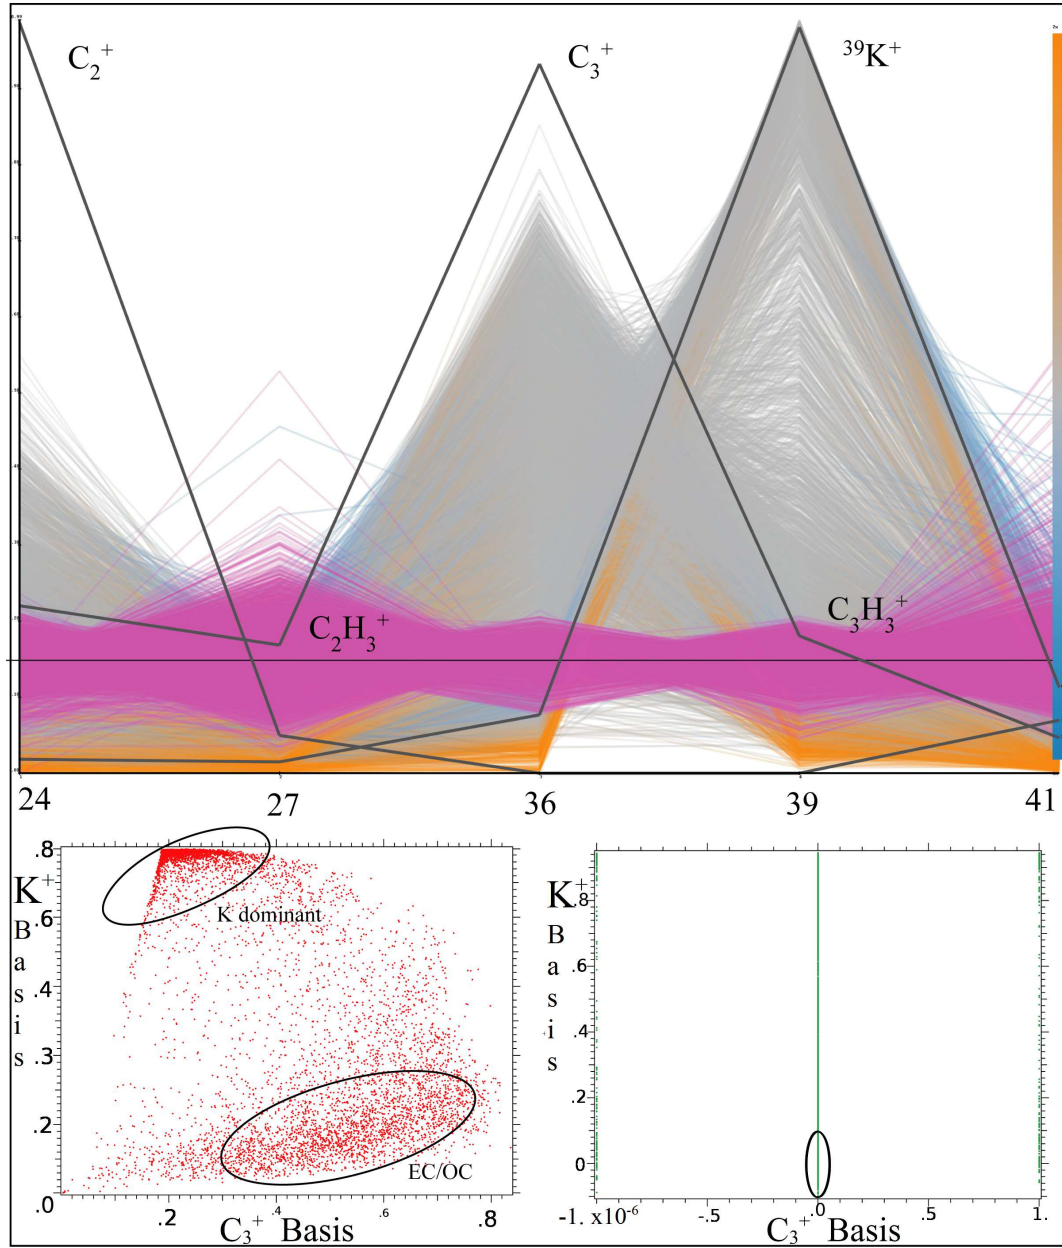 C₂⁺
C₃⁺
³⁹K⁺
C₂H₃⁺
C₃H₃⁺
24 27 36 39 41
.8
K⁺
Basis
.6
K dominant
.4
.3
.2
EC/OC
.0
.2 .4 .6 .8
C₃⁺ Basis
K⁺
Basis
.8
.6
.4
.2
0
-1. x10⁻⁶ -.5 .0 .5 1.
C₃⁺ Basis